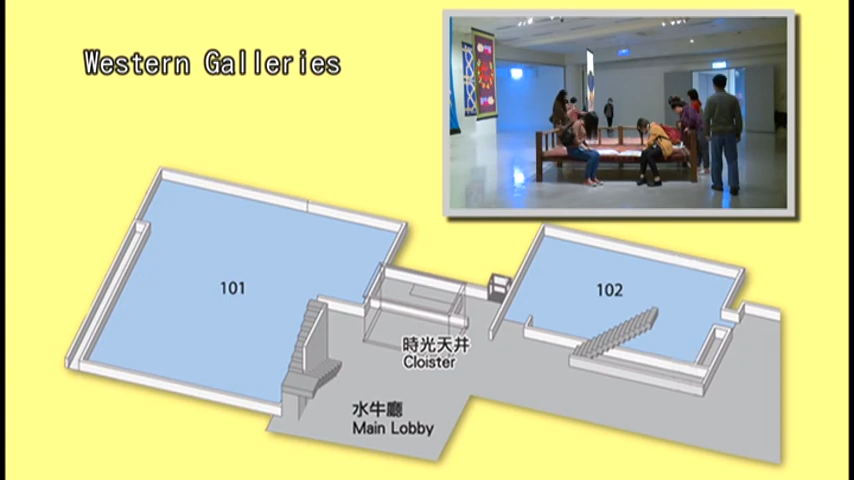 Western Galleries
101
102
時光天井
Cloister
水牛廳
Main Lobby